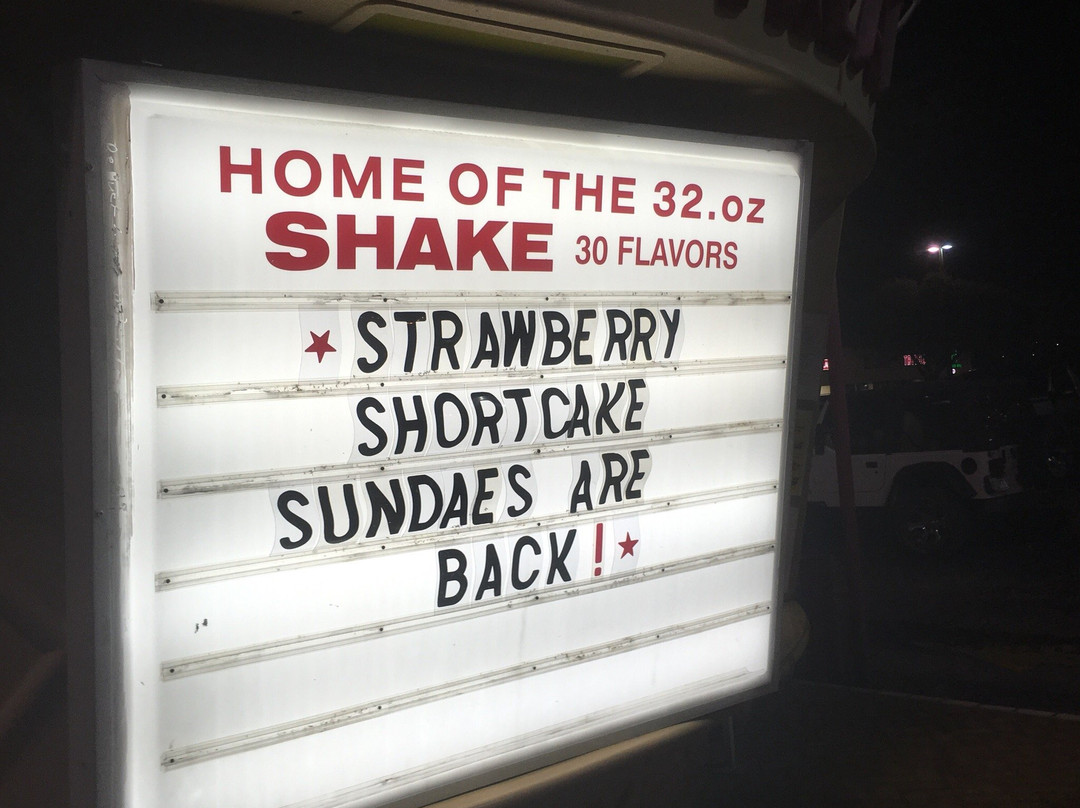 HOME OF THE 32.oz
SHAKE 30 FLAVORS
STRAWBERRY
SHORTCAKE
SUNDAES ARE
BACK!